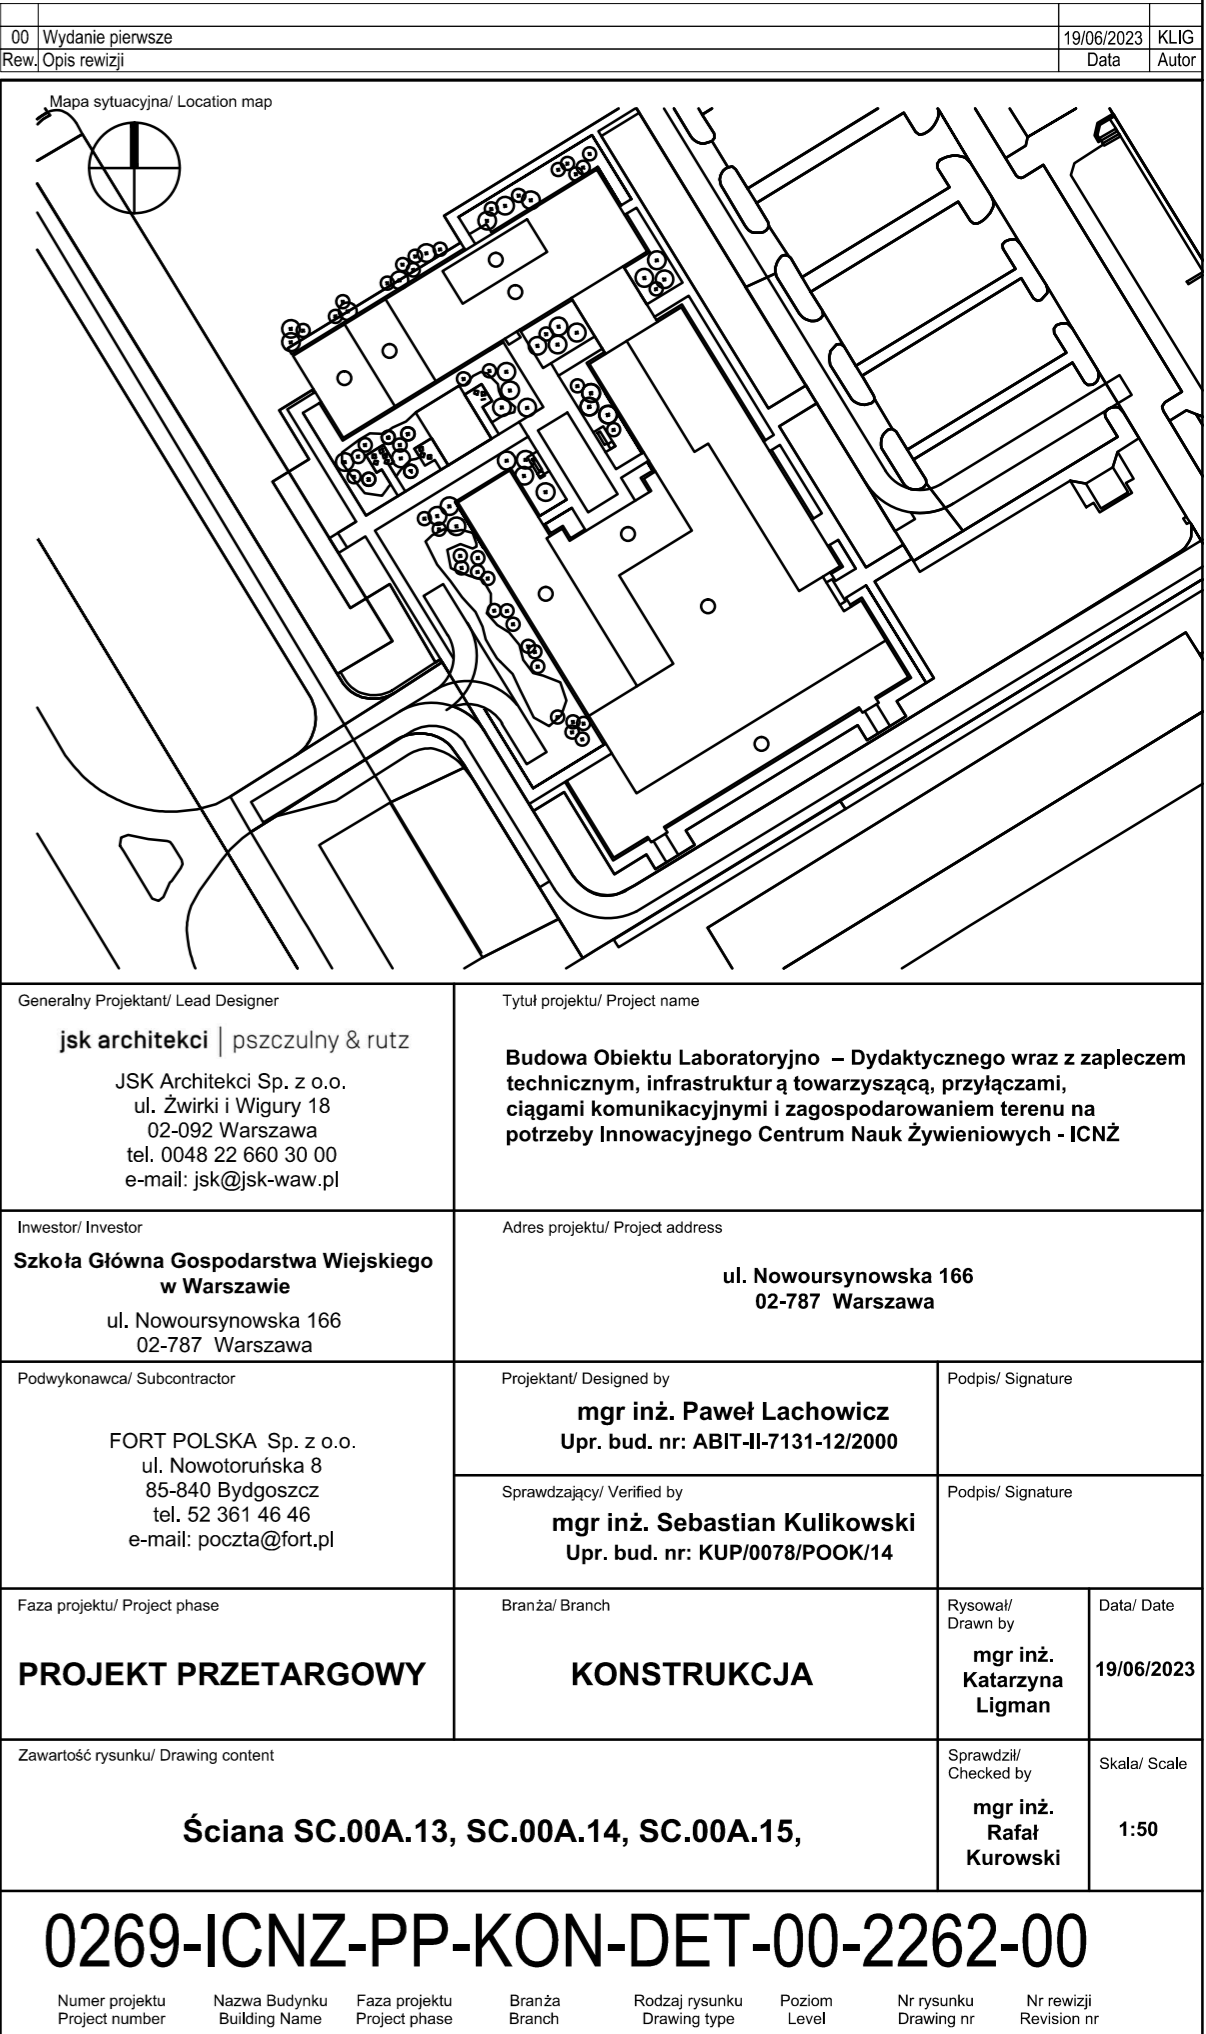 00 Wydanie pierwsze 19/06/2023 KLIG
Rew. Opis rewizji Data Autor
Mapa sytuacyjna/ Location map
Generalny Projektant/ Lead Designer
jsk architekci | pszczulny & rutz
JSK Architekci Sp. z o.o.
ul. Żwirki i Wigury 18
02-092 Warszawa
tel. 0048 22 660 30 00
e-mail: jsk@jsk-waw.pl
Tytuł projektu/ Project name
Budowa Obiektu Laboratoryjno – Dydaktycznego wraz z zapleczem
technicznym, infrastruktur ą towarzyszącą, przyłączami,
ciągami komunikacyjnymi i zagospodarowaniem terenu na
potrzeby Innowacyjnego Centrum Nauk Żywieniowych - ICNŻ
Inwestor/ Investor
Szkoła Główna Gospodarstwa Wiejskiego
w Warszawie
ul. Nowoursynowska 166
02-787 Warszawa
Adres projektu/ Project address
ul. Nowoursynowska 166
02-787 Warszawa
Podwykonawca/ Subcontractor
FORT POLSKA Sp. z o.o.
ul. Nowotoruńska 8
85-840 Bydgoszcz
tel. 52 361 46 46
e-mail: poczta@fort.pl
Projektant/ Designed by
mgr inż. Paweł Lachowicz
Upr. bud. nr: ABIT-II-7131-12/2000
Podpis/ Signature
Sprawdzający/ Verified by
mgr inż. Sebastian Kulikowski
Upr. bud. nr: KUP/0078/POOK/14
Podpis/ Signature
Faza projektu/ Project phase
PROJEKT PRZETARGOWY
Branża/ Branch
KONSTRUKCJA
Rysował/
Drawn by
mgr inż.
Katarzyna
Ligman
Data/ Date
19/06/2023
Zawartość rysunku/ Drawing content
Ściana SC.00A.13, SC.00A.14, SC.00A.15,
Sprawdził/
Checked by
mgr inż.
Rafał
Kurowski
Skala/ Scale
1:50
0269-ICNZ-PP-KON-DET-00-2262-00
Numer projektu Nazwa Budynku Faza projektu Branża Rodzaj rysunku Poziom Nr rysunku Nr rewizji
Project number Building Name Project phase Branch Drawing type Level Drawing nr Revision nr